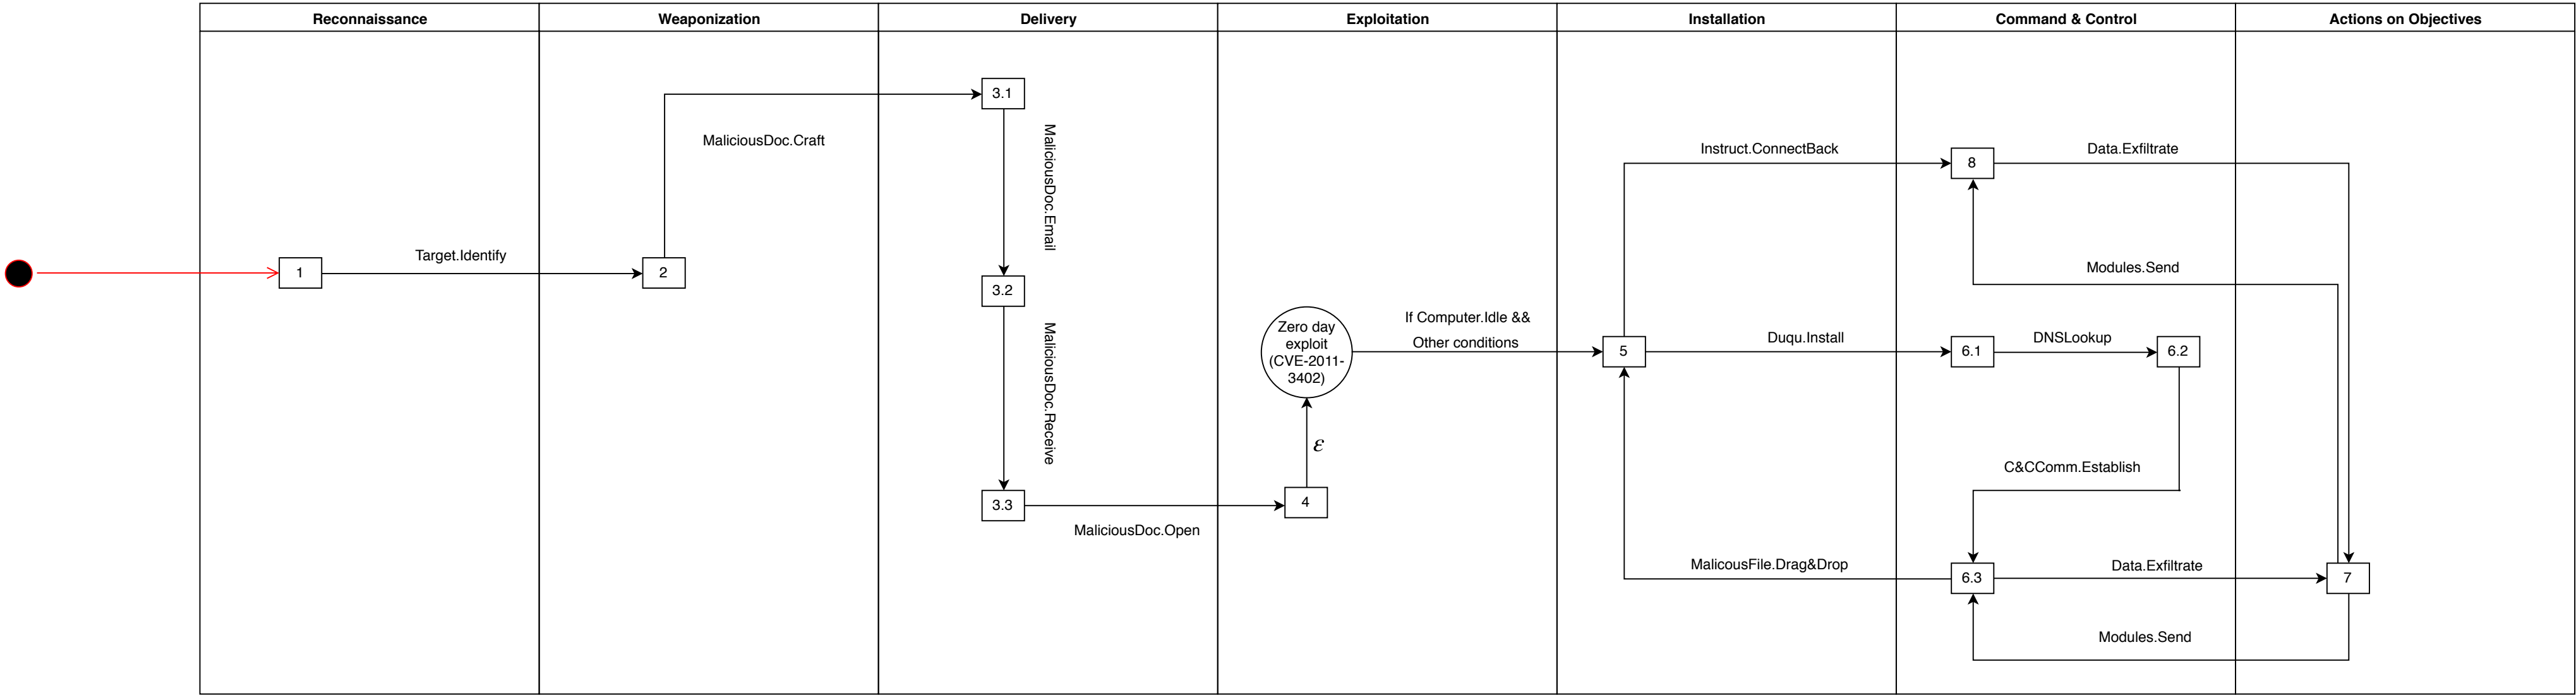 Reconnaissance
Weaponization
Delivery
Exploitation
Installation
Command & Control
Actions on Objectives
1
Target.Identify
2
MaliciousDoc.Craft
3.1
MaliciousDoc.Email
3.2
MaliciousDoc.Receive
3.3
MaliciousDoc.Open
4
ε
Zero day
exploit
(CVE-2011-
3402)
If Computer.Idle &&
Other conditions
5
Instruct.ConnectBack
8
Data.Exfiltrate
Modules.Send
Duqu.Install
6.1
DNSLookup
6.2
C&CComm.Establish
MalicousFile.Drag&Drop
6.3
Data.Exfiltrate
7
Modules.Send